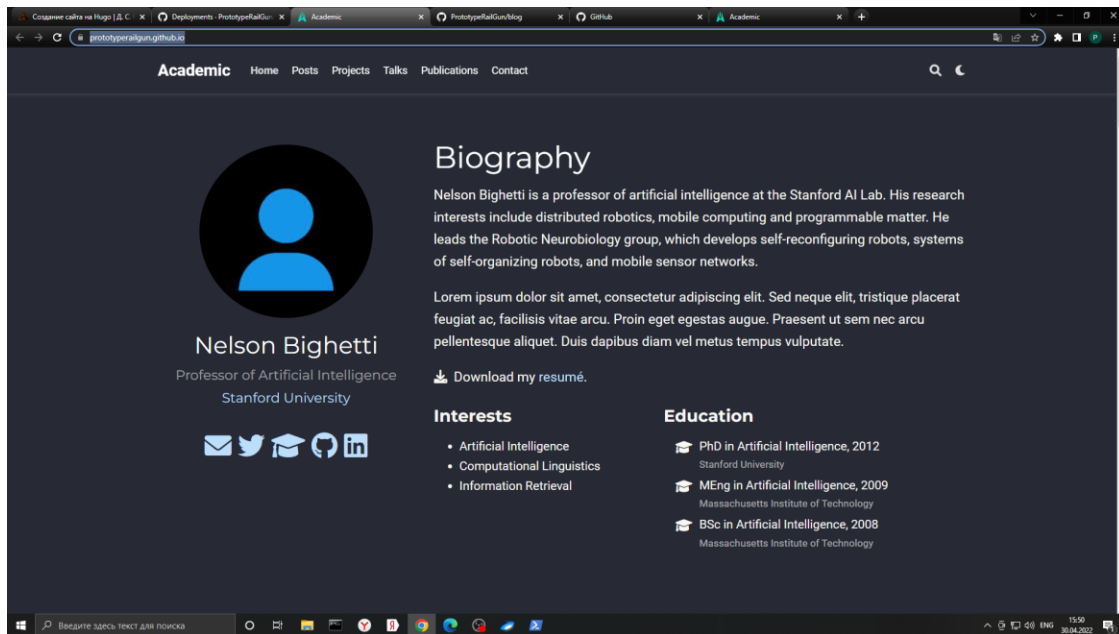 Создание сайта на Hugo | Д. С.
Deployments · PrototypeRailGun
Academic
PrototypeRailGun/blog
GitHub
Academic
prototyperailgun.github.io
Academic Home Posts Projects Talks Publications Contact
Nelson Bighetti
Professor of Artificial Intelligence
Stanford University
Biography
Nelson Bighetti is a professor of artificial intelligence at the Stanford AI Lab. His research
interests include distributed robotics, mobile computing and programmable matter. He
leads the Robotic Neurobiology group, which develops self-reconfiguring robots, systems
of self-organizing robots, and mobile sensor networks.
Lorem ipsum dolor sit amet, consectetur adipiscing elit. Sed neque elit, tristique placerat
feugiat ac, facilisis vitae arcu. Proin eget egestas augue. Praesent ut sem nec arcu
pellentesque aliquet. Duis dapibus diam vel metus tempus vulputate.
Download my resumé.
Interests
Artificial Intelligence
Computational Linguistics
Information Retrieval
Education
PhD in Artificial Intelligence, 2012
Stanford University
MEng in Artificial Intelligence, 2009
Massachusetts Institute of Technology
BSc in Artificial Intelligence, 2008
Massachusetts Institute of Technology
Введите здесь текст для поиска
ENG
15:50
30.04.2022